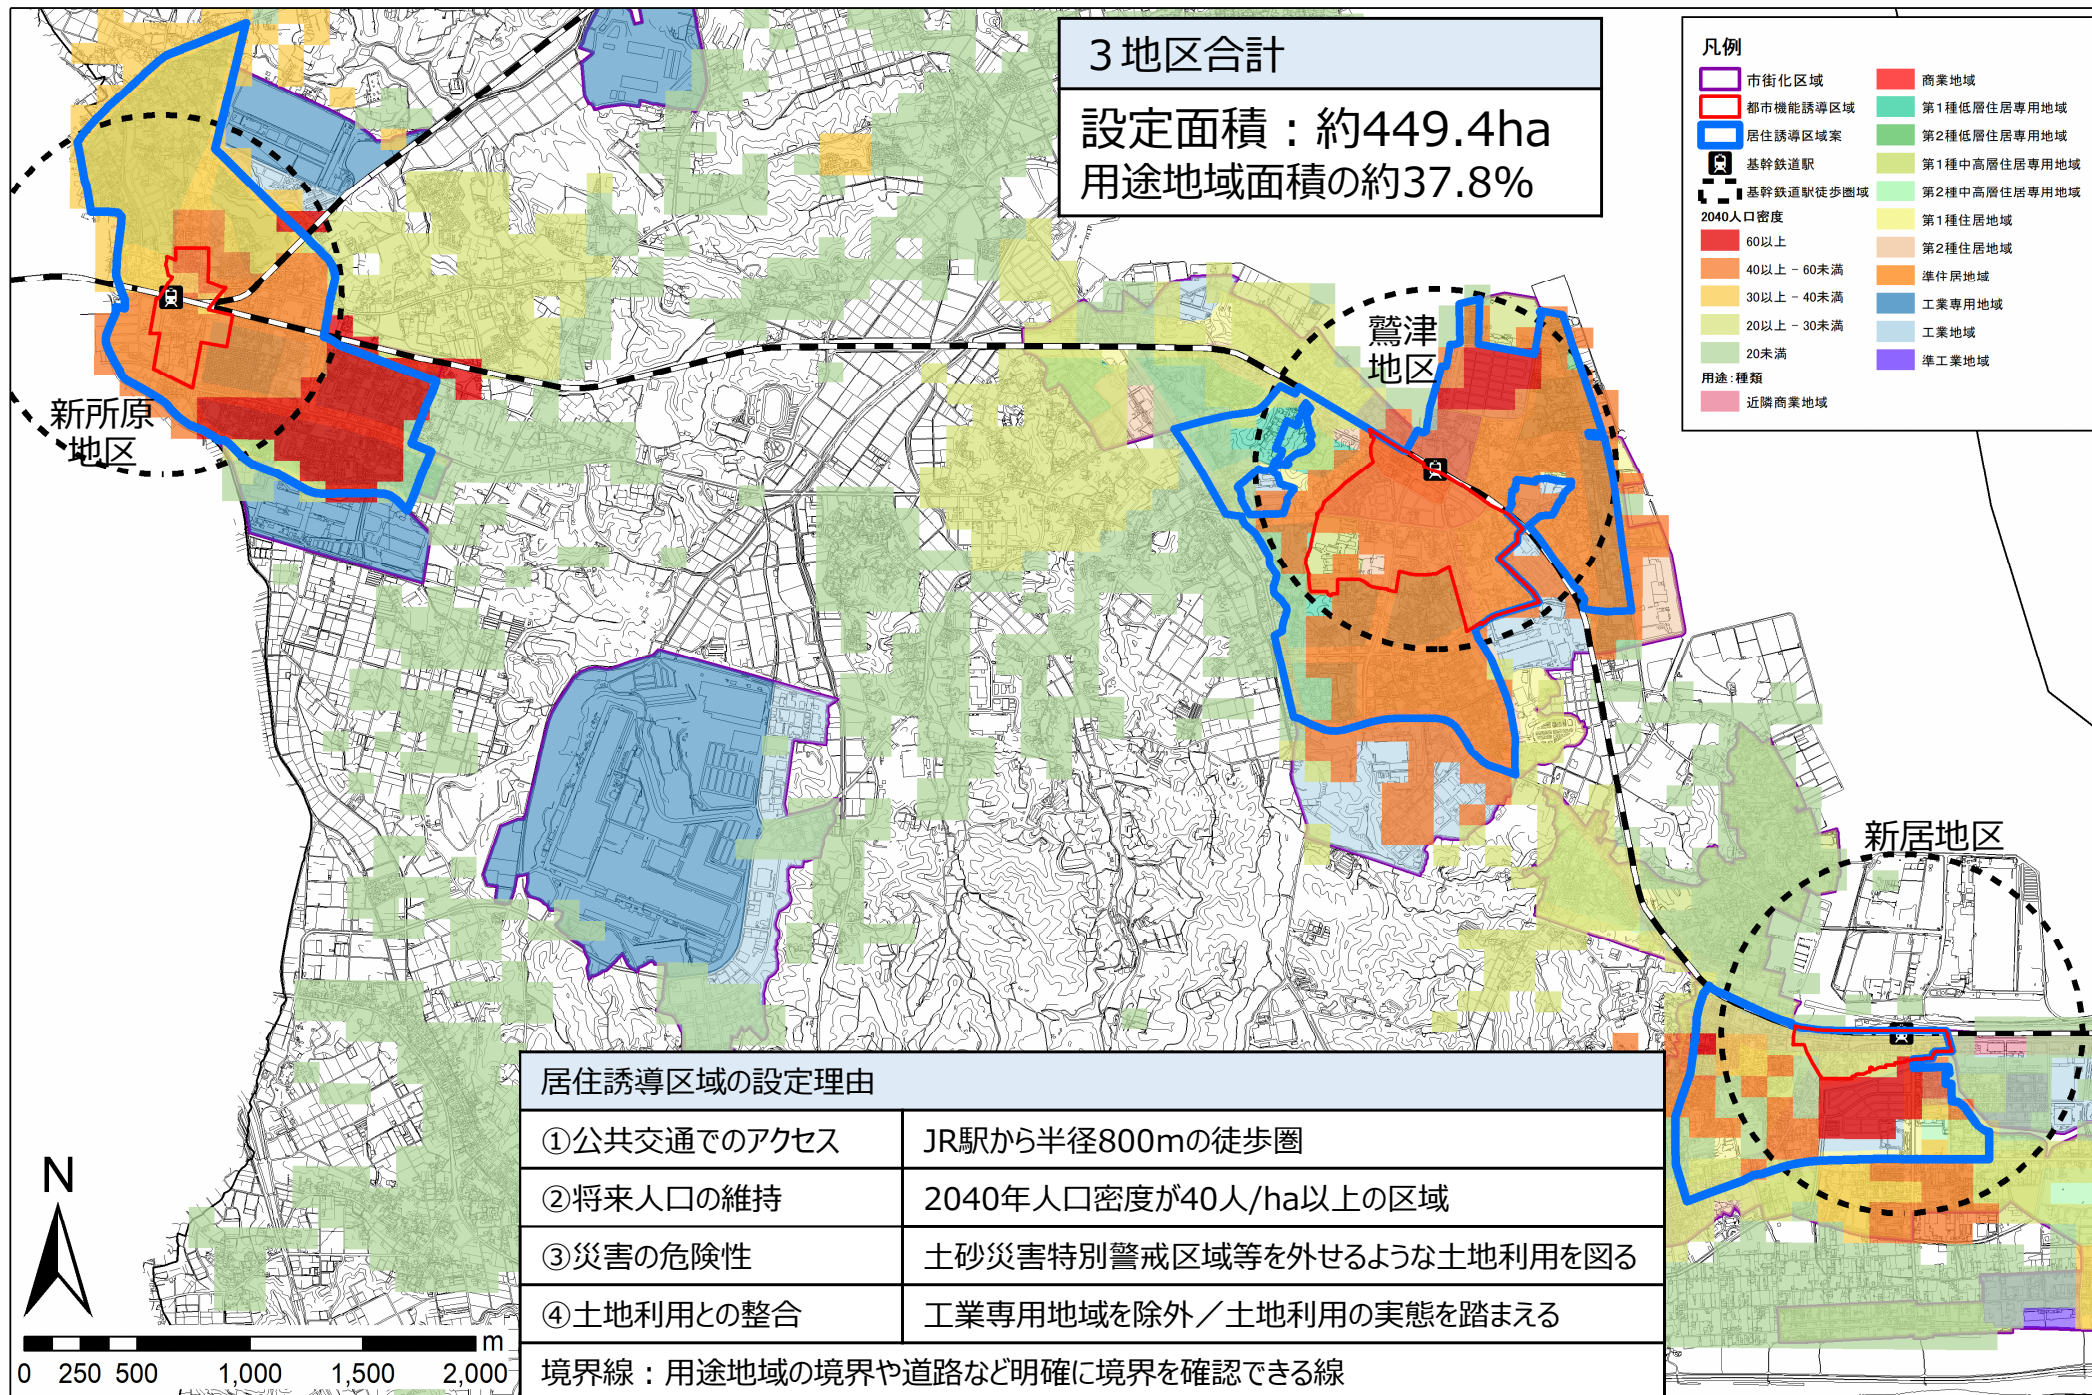 3地区合計
設定面積：約449.4ha
用途地域面積の約37.8%
凡例
市街化区域
都市機能誘導区域
居住誘導区域案
基幹鉄道駅
基幹鉄道駅徒歩圏域
2040人口密度
60以上
40以上 - 60未満
30以上 - 40未満
20以上 - 30未満
20未満
用途:種類
近隣商業地域
商業地域
第1種低層住居専用地域
第2種低層住居専用地域
第1種中高層住居専用地域
第2種中高層住居専用地域
第1種住居地域
第2種住居地域
準住居地域
工業専用地域
工業地域
準工業地域
新所原
地区
鷲津
地区
新居地区
居住誘導区域の設定理由
①公共交通でのアクセス JR駅から半径800mの徒歩圏
②将来人口の維持 2040年人口密度が40人/ha以上の区域
③災害の危険性 土砂災害特別警戒区域等を外せるような土地利用を図る
④土地利用との整合 工業専用地域を除外／土地利用の実態を踏まえる
境界線：用途地域の境界や道路など明確に境界を確認できる線
N
m
0 250 500 1,000 1,500 2,000